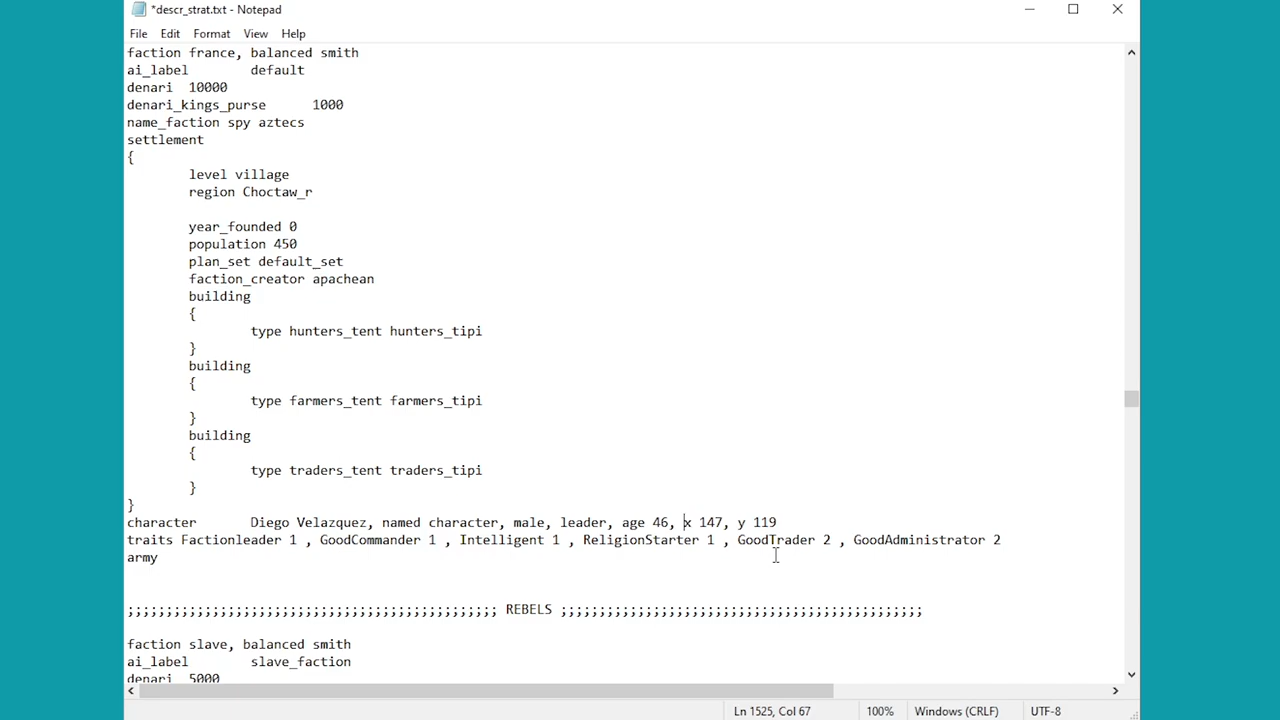 *descr_strat.txt - Notepad
File Edit Format View Help
faction france, balanced smith
ai_label default
denari 10000
denari_kings_purse 1000
name_faction spy aztecs
settlement
{
level village
region Choctaw_r
year_founded 0
population 450
plan_set default_set
faction_creator apachean
building
{
type hunters_tent hunters_tipi
}
building
{
type farmers_tent farmers_tipi
}
building
{
type traders_tent traders_tipi
}
}
character Diego Velazquez, named character, male, leader, age 46, x 147, y 119
traits Factionleader 1 , GoodCommander 1 , Intelligent 1 , ReligionStarter 1 , GoodTrader 2 , GoodAdministrator 2
army
;;;;;;;;;;;;;;;;;;;;;;;;;;;;;;;;;;;;;;;;;;;;;;;; REBELS ;;;;;;;;;;;;;;;;;;;;;;;;;;;;;;;;;;;;;;;;;;;;;;;
faction slave, balanced smith
ai_label slave_faction
denari 5000
Ln 1525, Col 67 100% Windows (CRLF) UTF-8